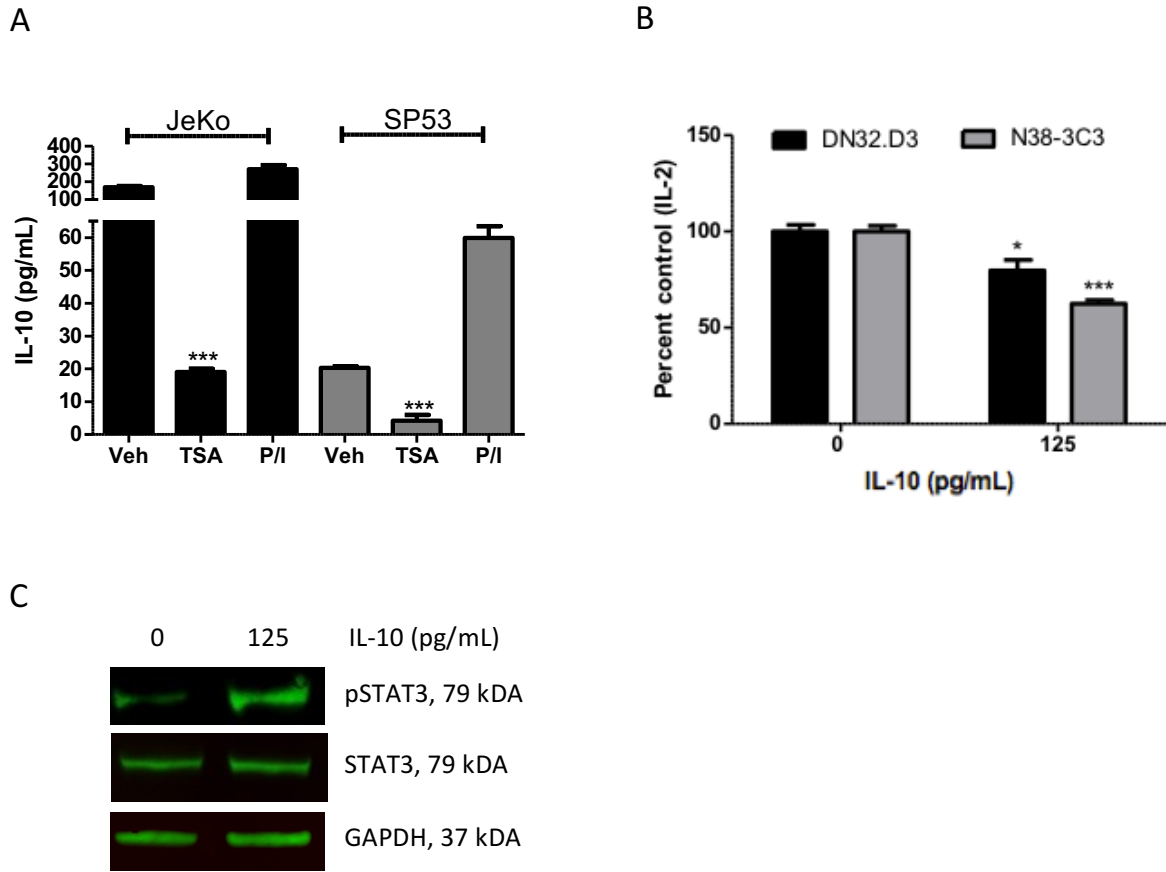 A
JeKo
SP53
IL-10 (pg/mL)
400
300
200
100
60
50
40
30
20
10
0
***
***
Veh
TSA
P/I
Veh
TSA
P/I
B
DN32.D3
N38-3C3
Percent control (IL-2)
150
100
50
0
*
***
0
125
IL-10 (pg/mL)
C
0 125 IL-10 (pg/mL)
pSTAT3, 79 kDA
STAT3, 79 kDA
GAPDH, 37 kDA